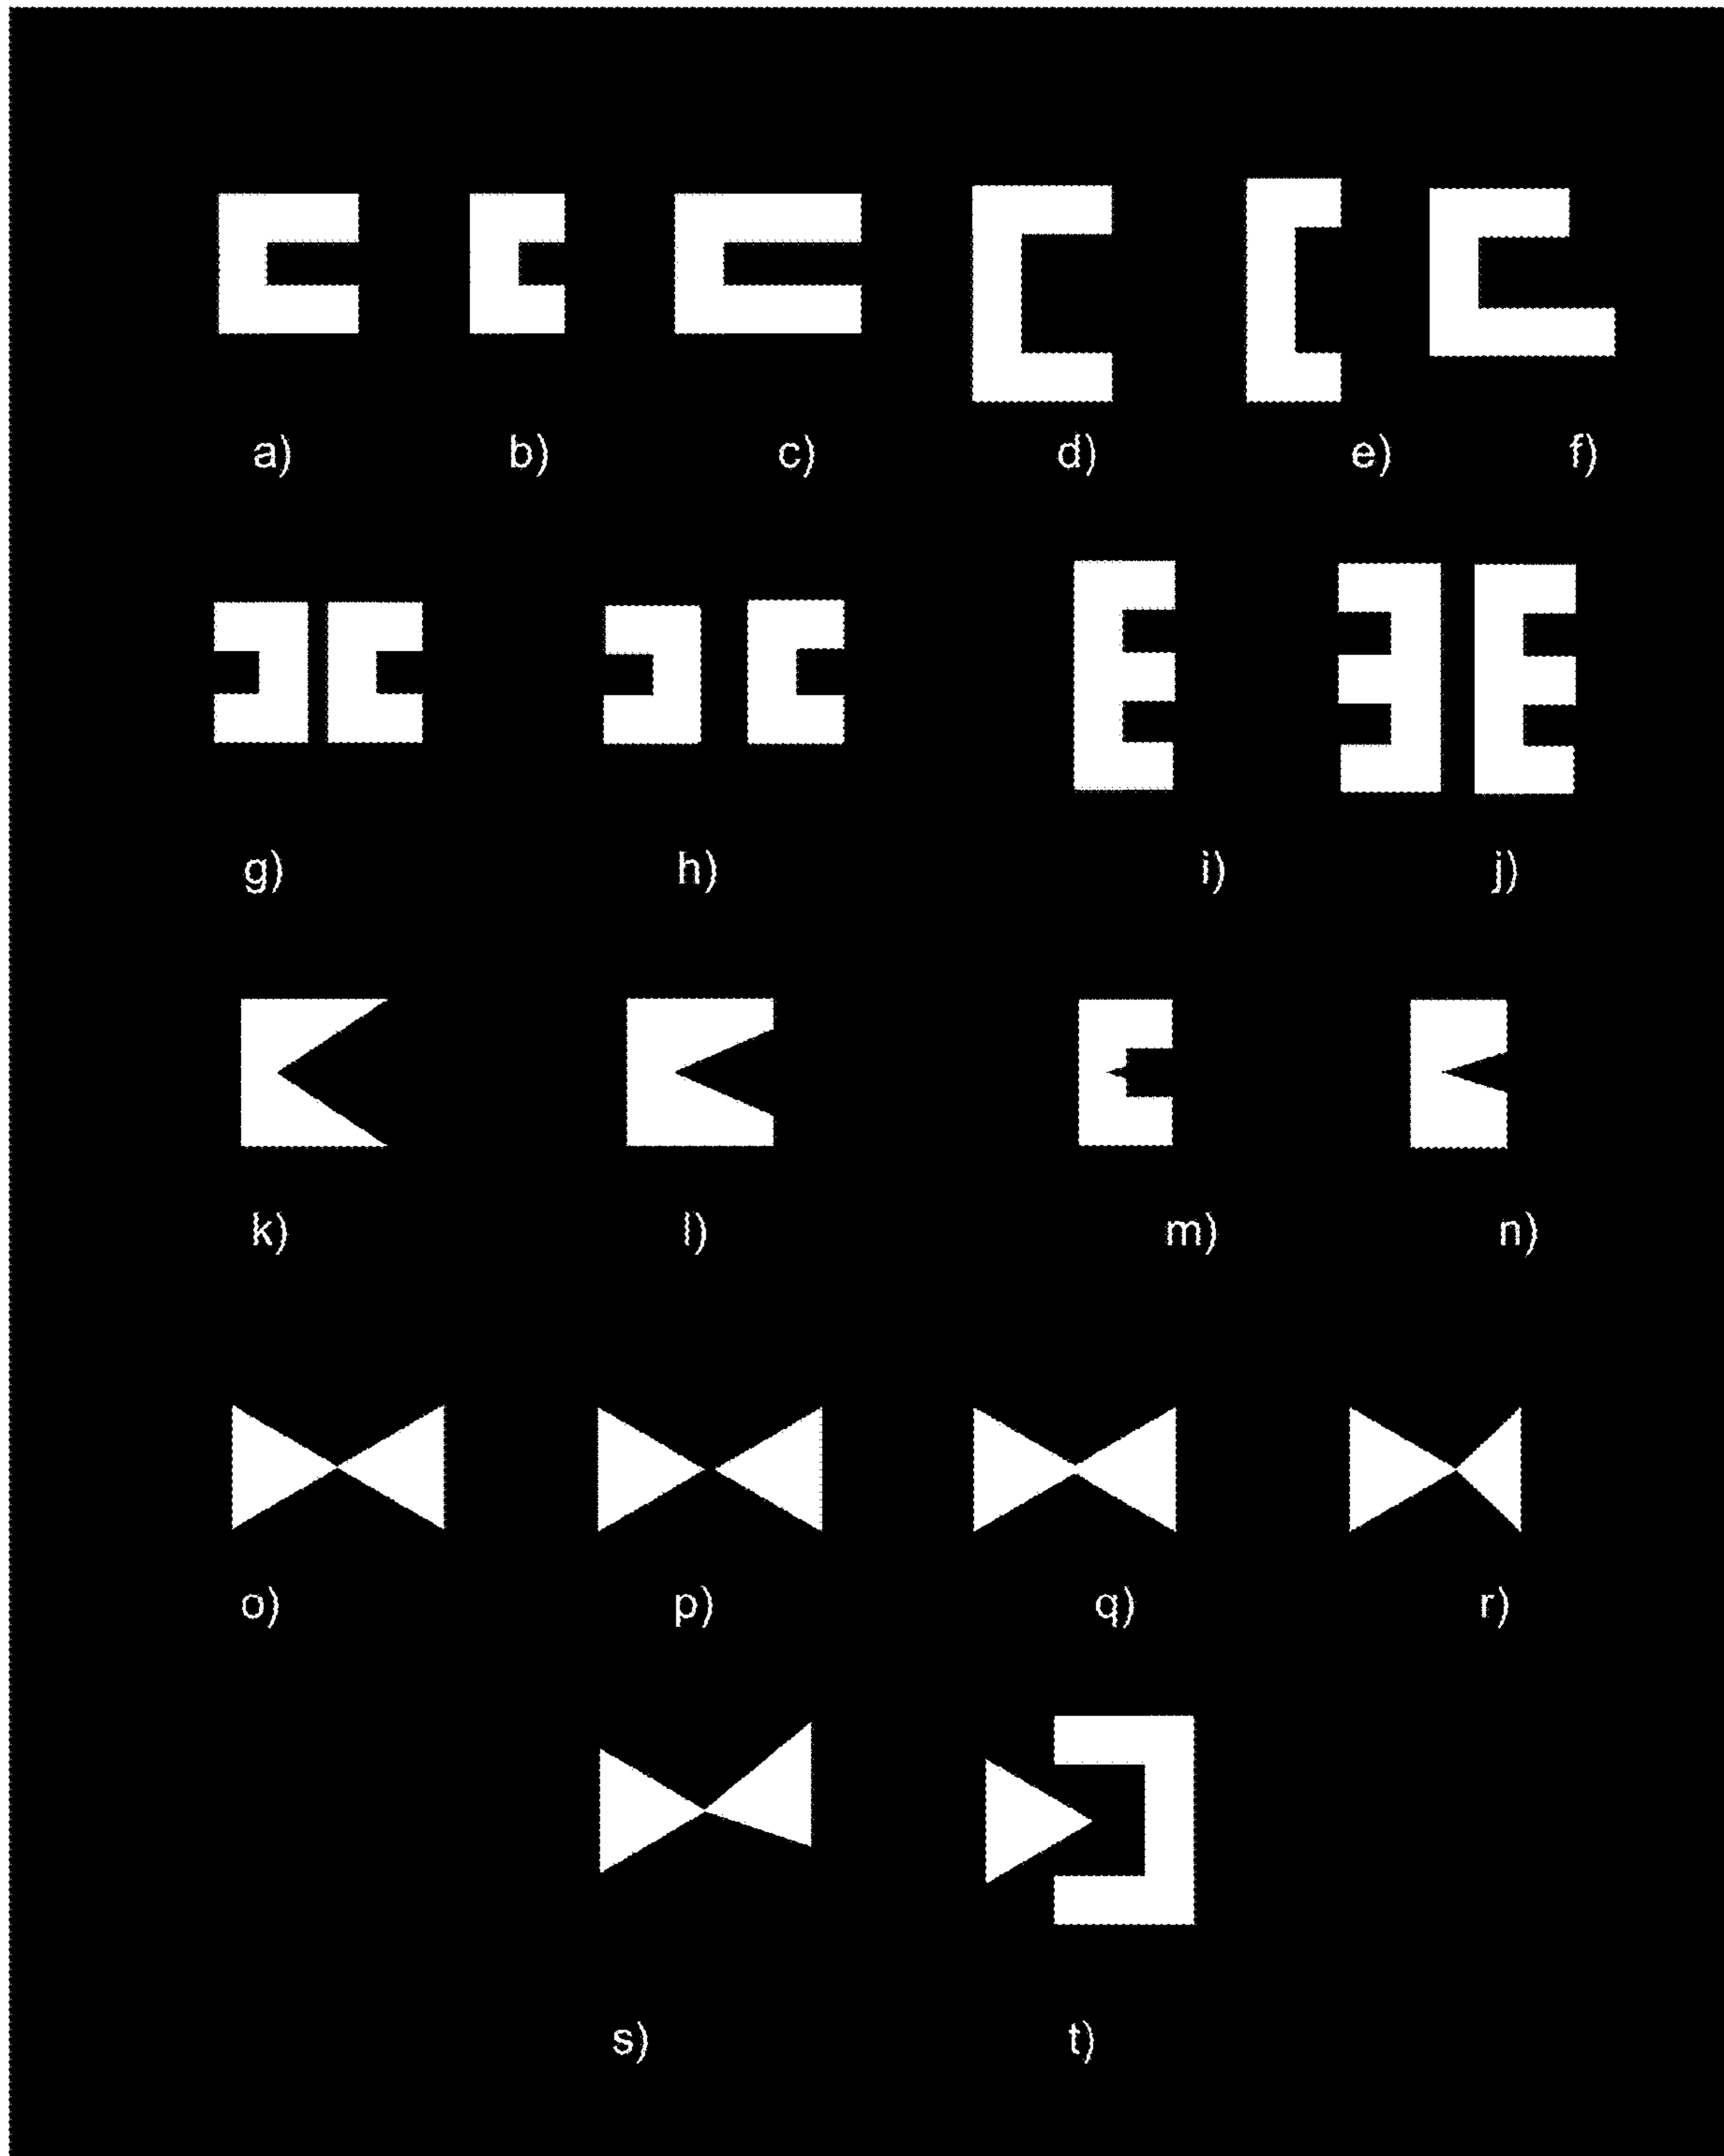 a) b) c) d) e) f)
g) h) i) j)
k) l) m) n)
o) p) q) r)
s) t)